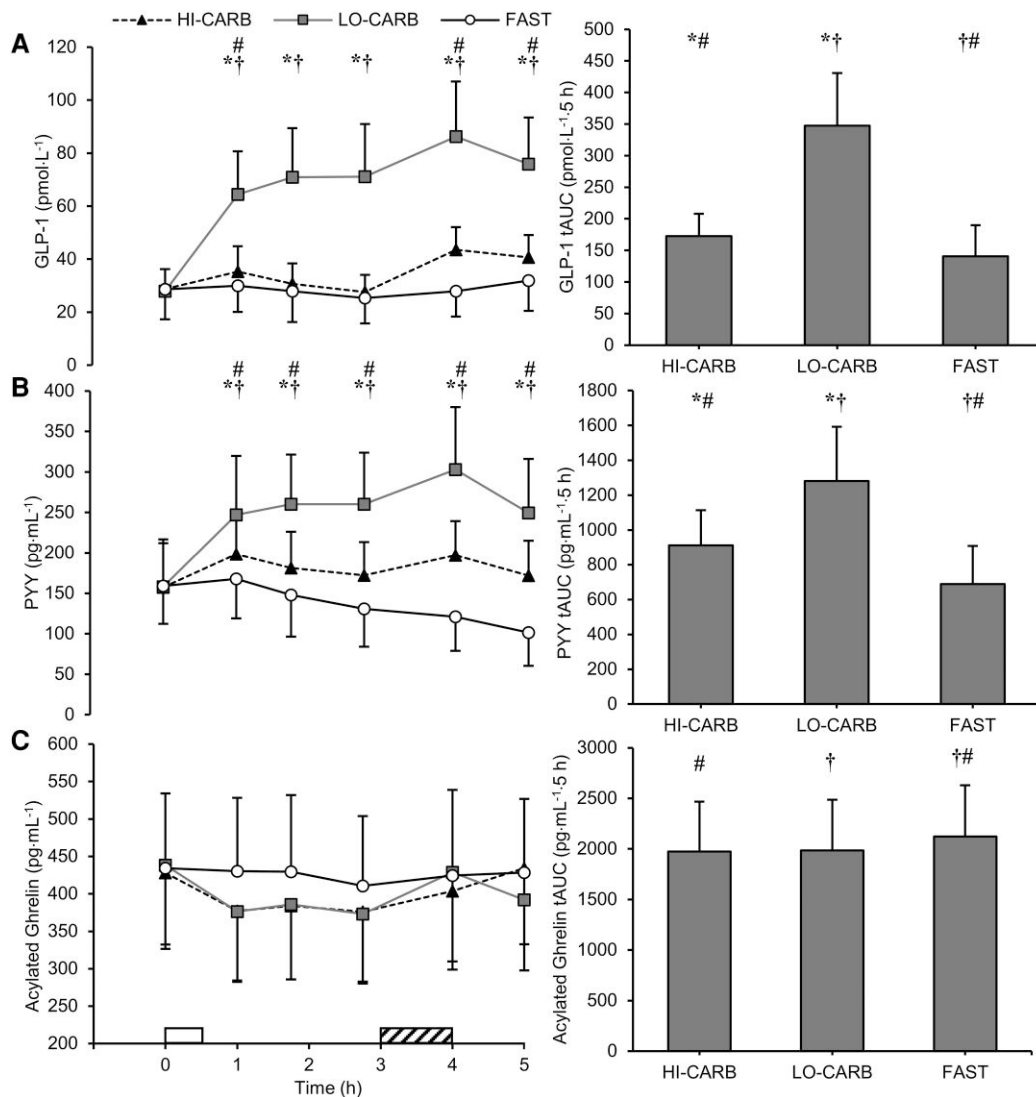 HI-CARB LO-CARB FAST
A
GLP-1 (pmol·L⁻¹)
120
100
80
60
40
20
0
# # #
*† *† *† *† *†
GLP-1 tAUC (pmol·L⁻¹·5 h)
500
450
400
350
300
250
200
150
100
50
0
*# *† †#
HI-CARB LO-CARB FAST
B
PYY (pg·mL⁻¹)
400
350
300
250
200
150
100
50
0
# # # # #
*† *† *† *† *†
PYY tAUC (pg·mL⁻¹·5 h)
1800
1600
1400
1200
1000
800
600
400
200
0
*# *† †#
HI-CARB LO-CARB FAST
C
Acylated Ghrelin (pg·mL⁻¹)
600
550
500
450
400
350
300
250
200
0 1 2 3 4 5
Time (h)
Acylated Ghrelin tAUC (pg·mL⁻¹·5 h)
3000
2500
2000
1500
1000
500
0
# † †#
HI-CARB LO-CARB FAST